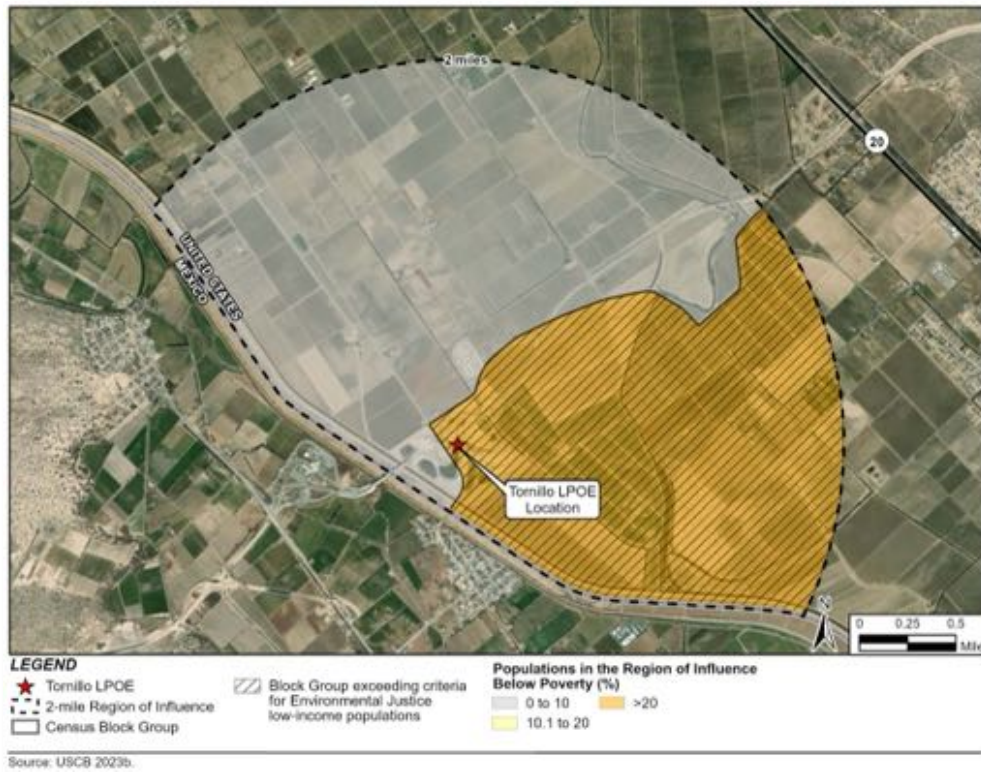 2 miles
20
UNITED STATES
MEXICO
Tornillo LPOE
Location
N
0 0.25 0.5
Mile
LEGEND
Tornillo LPOE
2-mile Region of Influence
Census Block Group
Block Group exceeding criteria
for Environmental Justice
low-income populations
Populations in the Region of Influence
Below Poverty (%)
0 to 10
>20
10.1 to 20
Source: USCB 2023b.